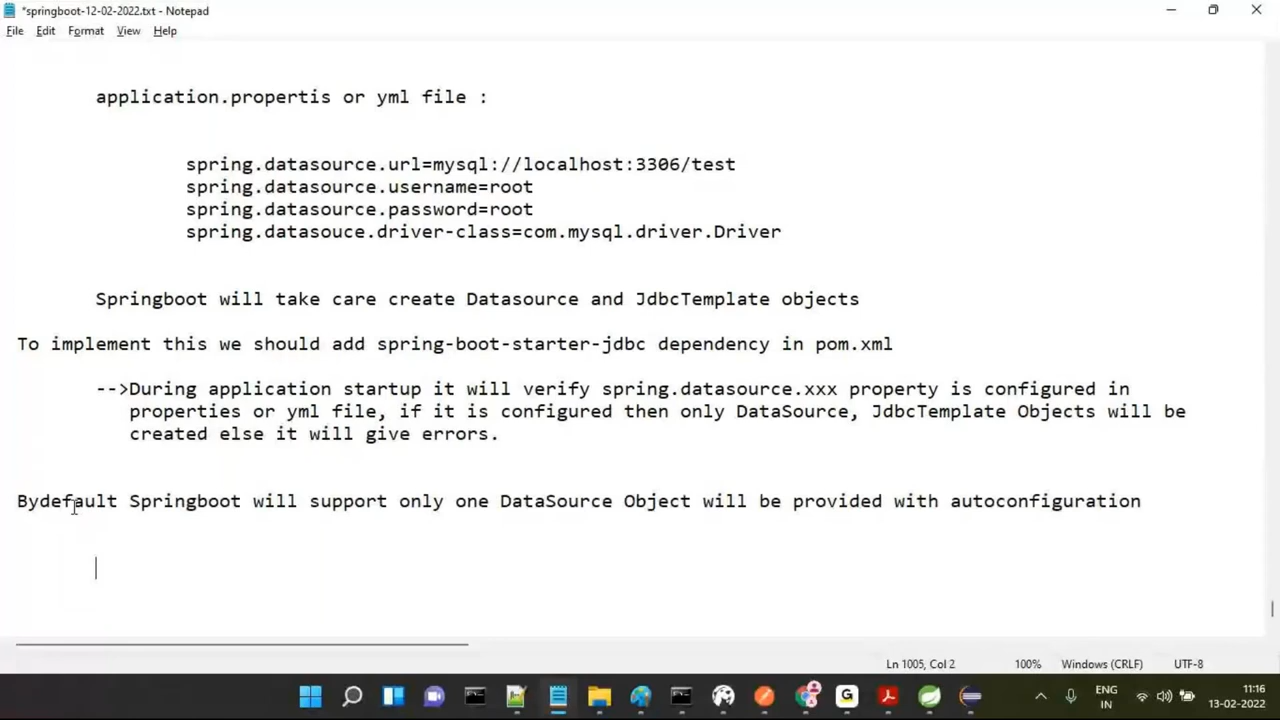 *springboot-12-02-2022.txt - Notepad
File Edit Format View Help
application.propertis or yml file :
spring.datasource.url=mysql://localhost:3306/test
spring.datasource.username=root
spring.datasource.password=root
spring.datasouce.driver-class=com.mysql.driver.Driver
Springboot will take care create Datasource and JdbcTemplate objects
To implement this we should add spring-boot-starter-jdbc dependency in pom.xml
-->During application startup it will verify spring.datasource.xxx property is configured in
properties or yml file, if it is configured then only DataSource, JdbcTemplate Objects will be
created else it will give errors.
Bydefault Springboot will support only one DataSource Object will be provided with autoconfiguration
Ln 1005, Col 2 100% Windows (CRLF) UTF-8
ENG 11:16
IN 13-02-2022